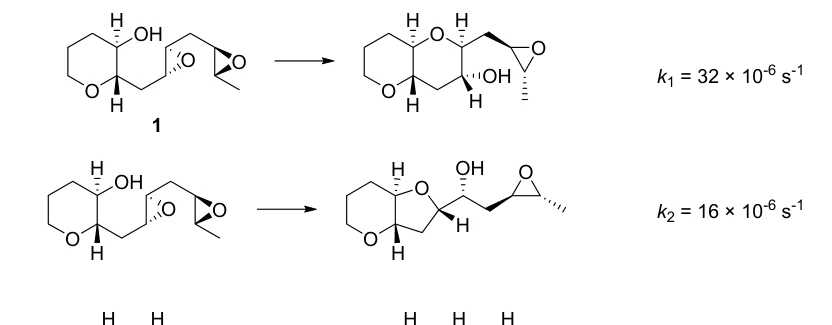 H H H
OH O
O O O
O
H O OH H
H H
1
k₁ = 32 × 10⁻⁶ s⁻¹
H H OH O
OH O
O O
O O
H O H
H
k₂ = 16 × 10⁻⁶ s⁻¹
H H H H H